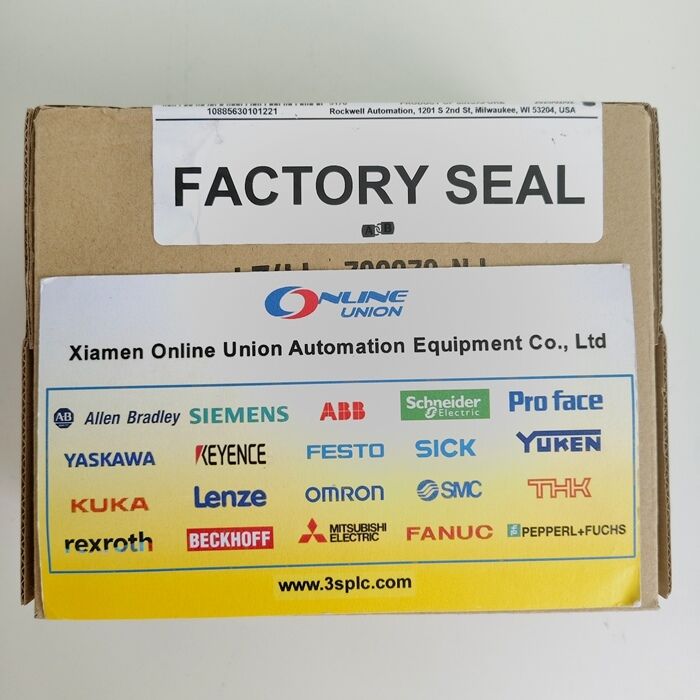 10885630101221
Rockwell Automation, 1201 S 2nd St, Milwaukee, WI 53204, USA
FACTORY SEAL
AB
ONLINE
UNION
Xiamen Online Union Automation Equipment Co., Ltd
AB Allen Bradley SIEMENS ABB Schneider Electric Pro face
YASKAWA KEYENCE FESTO SICK YUKEN
KUKA Lenze OMRON SMC THK
rexroth BECKHOFF MITSUBISHI ELECTRIC FANUC PEPPERL+FUCHS
www.3splc.com